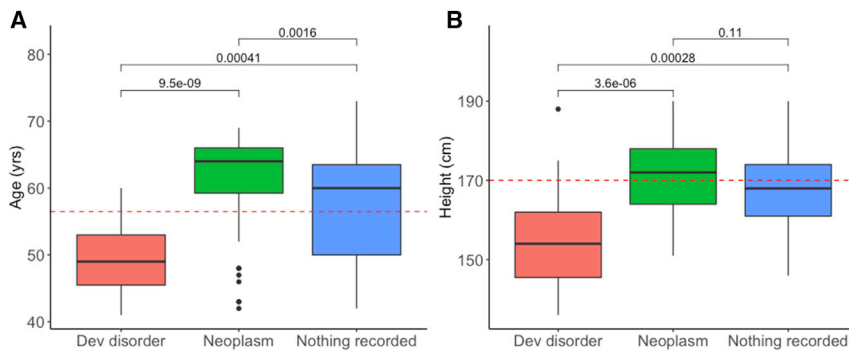 A
Age (yrs)
80
70
60
50
40
0.0016
0.00041
9.5e-09
Dev disorder Neoplasm Nothing recorded
B
Height (cm)
190
170
150
0.11
0.00028
3.6e-06
Dev disorder Neoplasm Nothing recorded